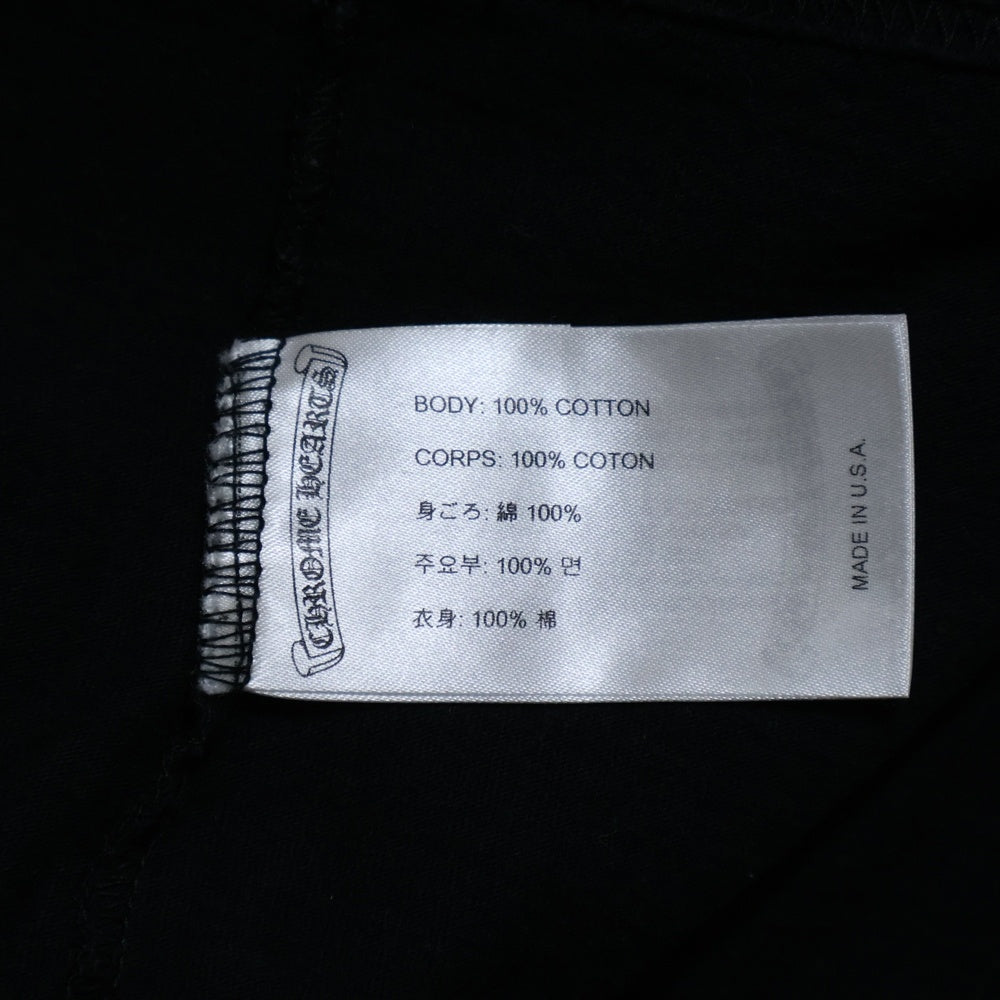 CHROME HEARTS
BODY: 100% COTTON
CORPS: 100% COTON
身ごろ: 綿 100%
주요부: 100% 면
衣身: 100% 棉
MADE IN U.S.A.